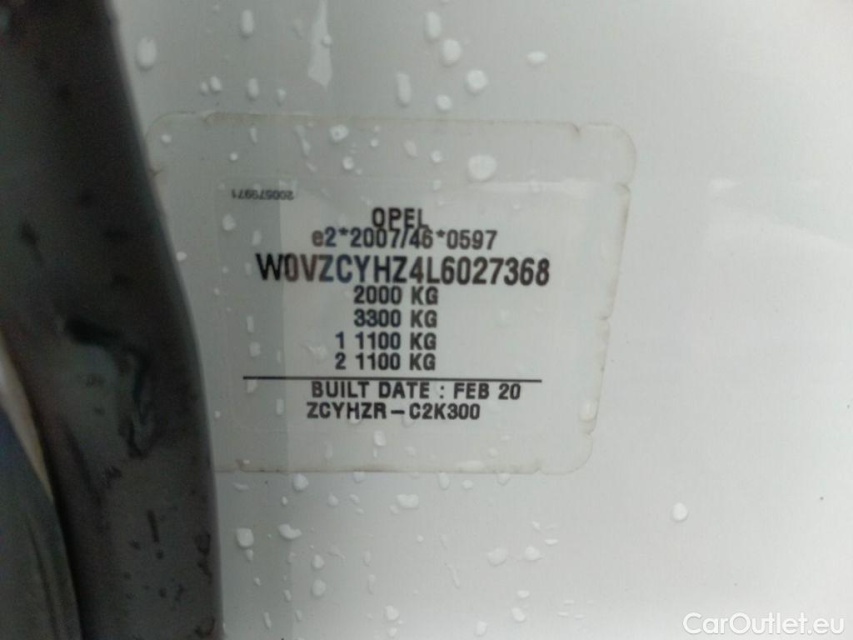 200579971
OPEL
e2*2007/46*0597
W0VZCYHZ4L6027368
2000 KG
3300 KG
1 1100 KG
2 1100 KG
BUILT DATE : FEB 20
ZCYHZR-C2K300
CarOutlet.eu